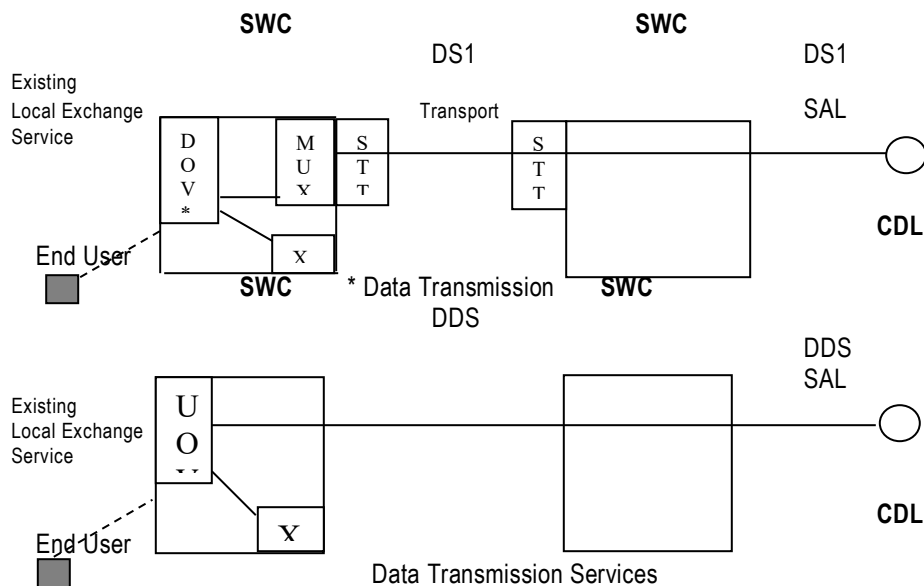 SWC SWC
DS1 DS1
Existing
Local Exchange
Service
Transport SAL
D
O
V
*
M
U
X
S
T
T
S
T
T
X
CDL
End User
SWC * Data Transmission SWC
DDS
DDS
SAL
Existing
Local Exchange
Service
U
O
X
CDL
End User
Data Transmission Services